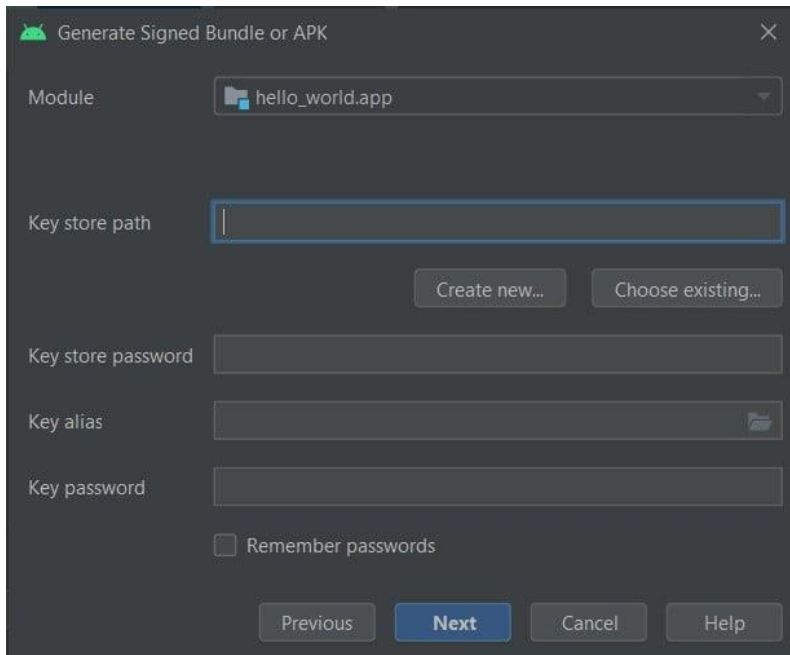 Generate Signed Bundle or APK
Module hello_world.app
Key store path
Create new... Choose existing...
Key store password
Key alias
Key password
Remember passwords
Previous Next Cancel Help